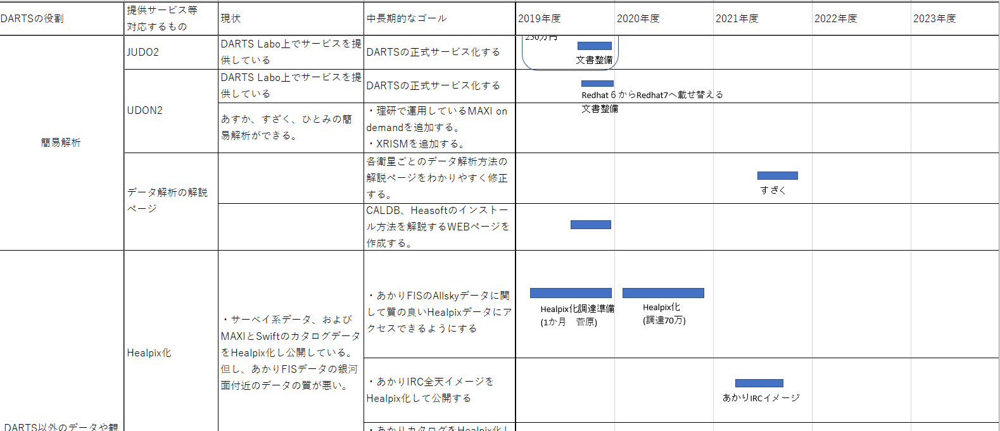 DARTSの役割
提供サービス等
対応するもの
現状
中長期的なゴール
2019年度
2020年度
2021年度
2022年度
2023年度
簡易解析
JUDO2
DARTS Labo上でサービスを提
供している
DARTSの正式サービス化する
文書整備
UDON2
DARTS Labo上でサービスを提
供している
DARTSの正式サービス化する
Redhat６からRedhat7へ載せ替える
文書整備
あすか、すざく、ひとみの簡
易解析ができる。
・理研で運用しているMAXI on
demandを追加する。
・XRISMを追加する。
データ解析の解説
ページ
各衛星ごとのデータ解析方法の
解説ページをわかりやすく修正
する。
すざく
CALDB、Heasoftのインストー
ル方法を解説するWEBページを
作成する。
DARTS以外のデータや観
Healpix化
・サーベイ系データ、および
MAXIとSwiftのカタログデータ
をHealpix化し公開している。
但し、あかりFISデータの銀河
面付近のデータの質が悪い。
・あかりFISのAllskyデータに関
して質の良いHealpixデータにア
クセスできるようにする
Healpix化調達準備
(1か月　菅原)
Healpix化
(調達70万)
・あかりIRC全天イメージを
Healpix化して公開する
あかりIRCイメージ
・あかりカタログをHealpix化し